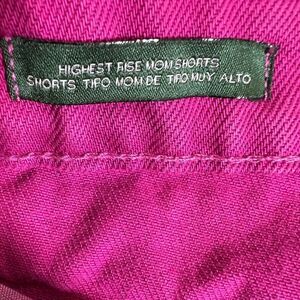 HIGHEST RISE MOM SHORTS
SHORTS TIPO MOM DE TIRO MUY ALTO